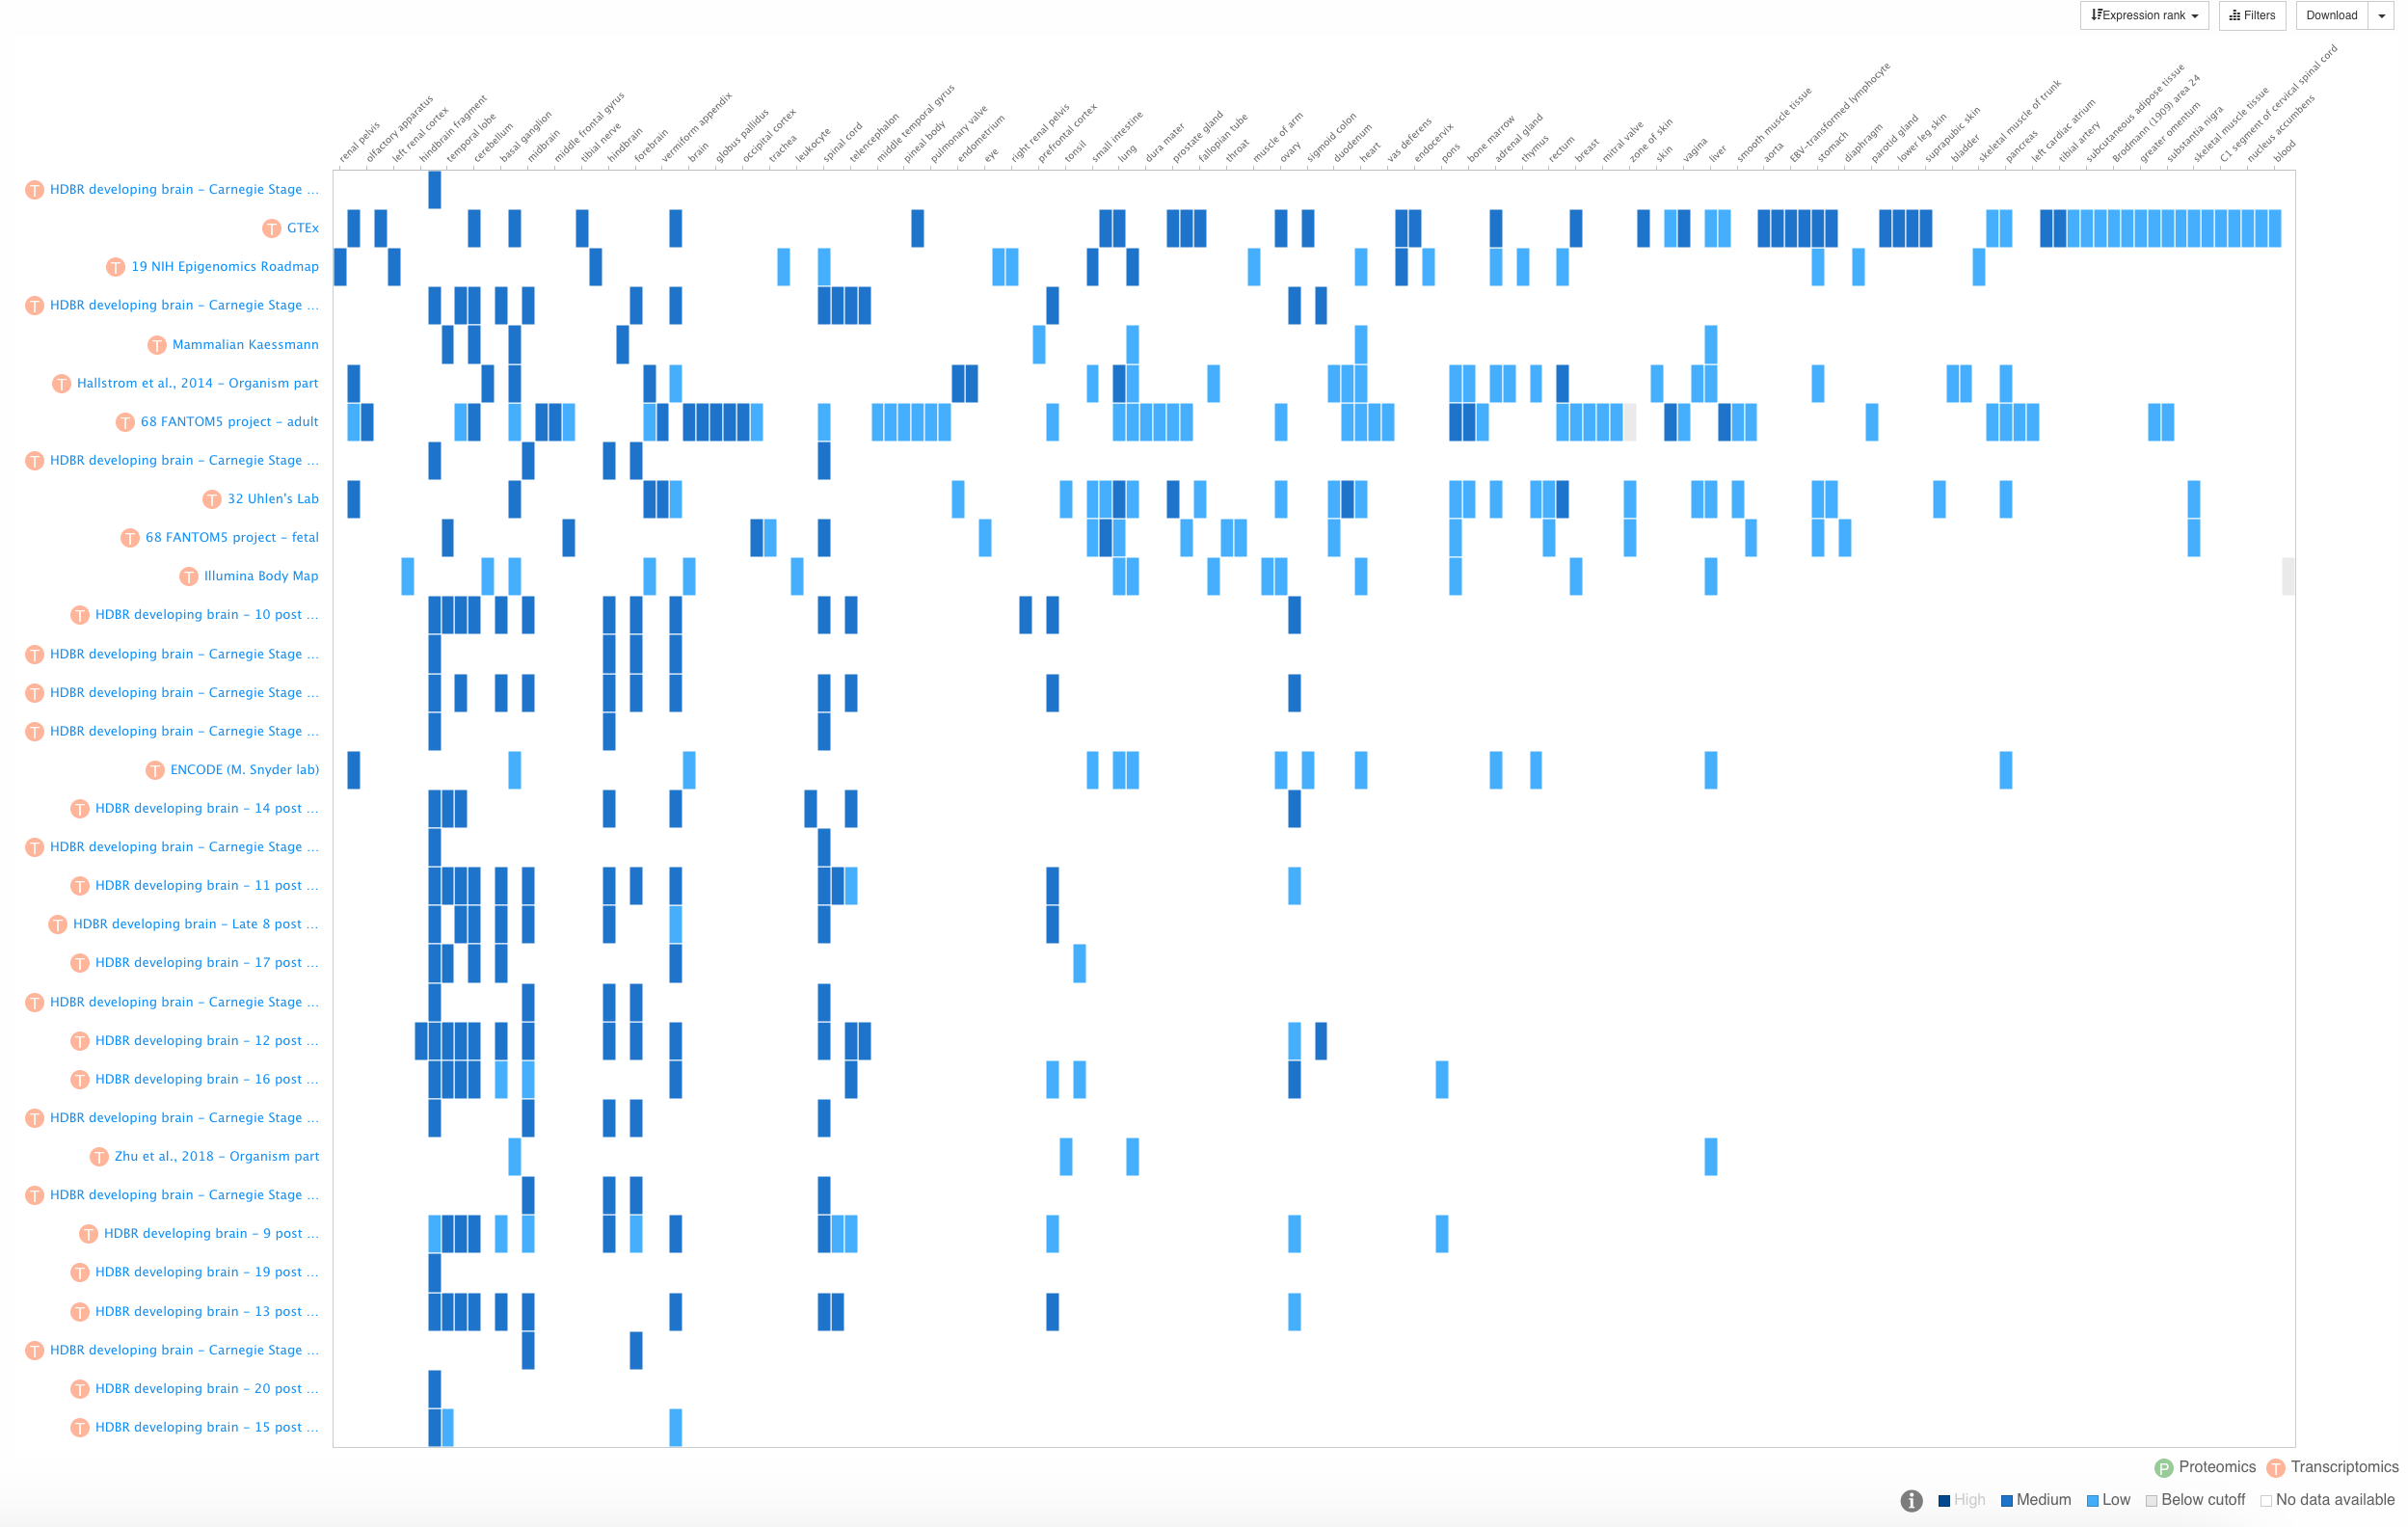 Expression rank
Filters
Download
renal pelvis
olfactory apparatus
left renal cortex
hindbrain fragment
temporal lobe
cerebellum
basal ganglion
midbrain
middle frontal gyrus
tibial nerve
hindbrain
forebrain
vermiform appendix
brain
globus pallidus
occipital cortex
trachea
leukocyte
spinal cord
telencephalon
middle temporal gyrus
pineal body
pulmonary valve
endometrium
eye
right renal pelvis
prefrontal cortex
tonsil
small intestine
lung
dura mater
prostate gland
fallopian tube
throat
muscle of arm
ovary
sigmoid colon
duodenum
heart
vas deferens
endocervix
pons
bone marrow
adrenal gland
thymus
rectum
breast
mitral valve
zone of skin
skin
vagina
liver
smooth muscle tissue
aorta
EBV-transformed lymphocyte
stomach
diaphragm
parotid gland
lower leg skin
suprapubic skin
bladder
skeletal muscle of trunk
pancreas
left cardiac atrium
tibial artery
subcutaneous adipose tissue
Brodmann (1909) area 24
greater omentum
substantia nigra
skeletal muscle tissue
C1 segment of cervical spinal cord
nucleus accumbens
blood
T HDBR developing brain - Carnegie Stage ...
T GTEx
T 19 NIH Epigenomics Roadmap
T HDBR developing brain - Carnegie Stage ...
T Mammalian Kaessmann
T Hallstrom et al., 2014 - Organism part
T 68 FANTOM5 project - adult
T HDBR developing brain - Carnegie Stage ...
T 32 Uhlen's Lab
T 68 FANTOM5 project - fetal
T Illumina Body Map
T HDBR developing brain - 10 post ...
T HDBR developing brain - Carnegie Stage ...
T HDBR developing brain - Carnegie Stage ...
T HDBR developing brain - Carnegie Stage ...
T ENCODE (M. Snyder lab)
T HDBR developing brain - 14 post ...
T HDBR developing brain - Carnegie Stage ...
T HDBR developing brain - 11 post ...
T HDBR developing brain - Late 8 post ...
T HDBR developing brain - 17 post ...
T HDBR developing brain - Carnegie Stage ...
T HDBR developing brain - 12 post ...
T HDBR developing brain - 16 post ...
T HDBR developing brain - Carnegie Stage ...
T Zhu et al., 2018 - Organism part
T HDBR developing brain - Carnegie Stage ...
T HDBR developing brain - 9 post ...
T HDBR developing brain - 19 post ...
T HDBR developing brain - 13 post ...
T HDBR developing brain - Carnegie Stage ...
T HDBR developing brain - 20 post ...
T HDBR developing brain - 15 post ...
P Proteomics T Transcriptomics
i High Medium Low Below cutoff No data available